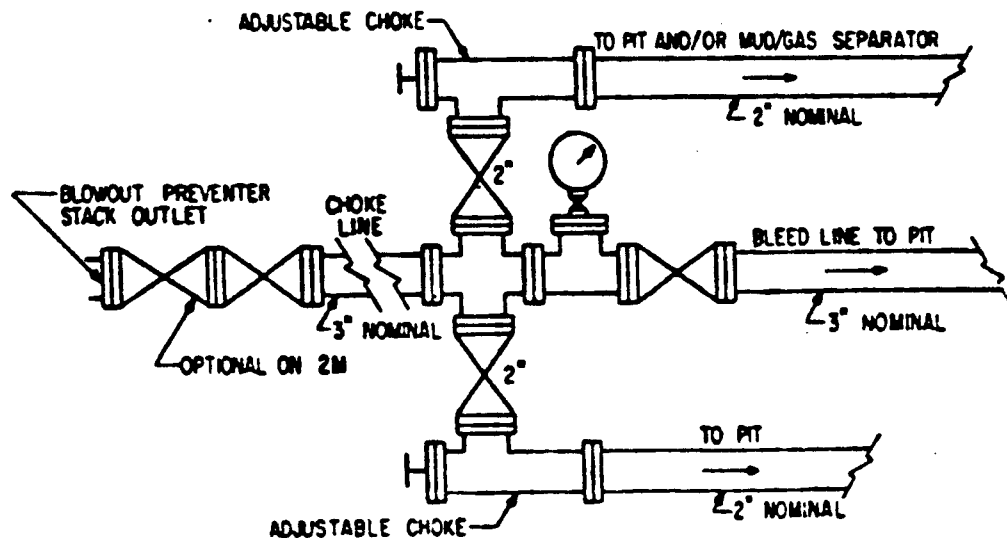 ADJUSTABLE CHOKE
TO PIT AND/OR MUD/GAS SEPARATOR
2" NOMINAL
2"
BLOWOUT PREVENTER
STACK OUTLET
CHOKE
LINE
BLEED LINE TO PIT
3" NOMINAL
3" NOMINAL
OPTIONAL ON 2M
2"
TO PIT
2" NOMINAL
ADJUSTABLE CHOKE